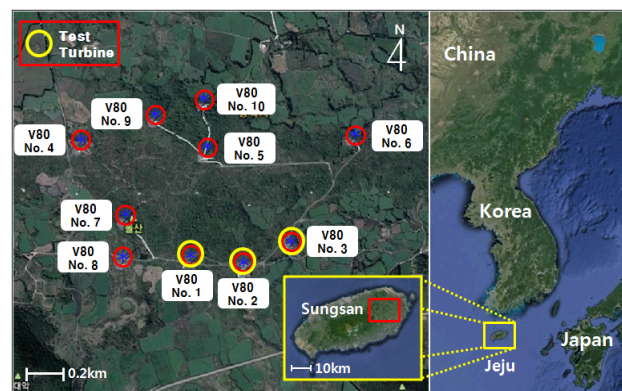 Test
Turbine
N
China
V80
No. 9
V80
No. 10
V80
No. 4
V80
No. 5
V80
No. 6
V80
No. 7
Korea
V80
No. 8
V80
No. 1
V80
No. 2
V80
No. 3
Sungsan
10km
Jeju
Japan
0.2km
대악